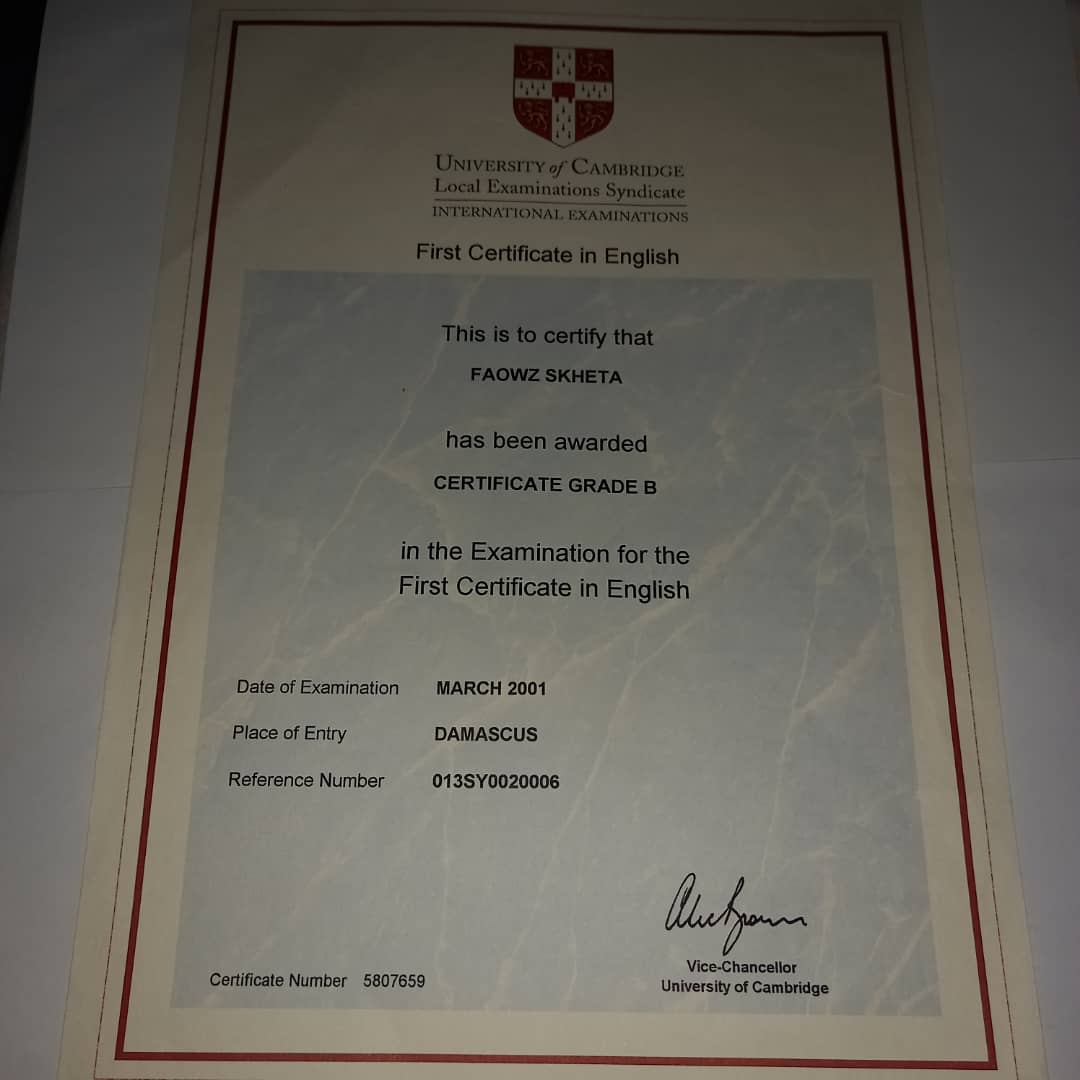 UNIVERSITY of CAMBRIDGE
Local Examinations Syndicate
INTERNATIONAL EXAMINATIONS
First Certificate in English
This is to certify that
FAOWZ SKHETA
has been awarded
CERTIFICATE GRADE B
in the Examination for the
First Certificate in English
Date of Examination MARCH 2001
Place of Entry DAMASCUS
Reference Number 013SY0020006
Vice-Chancellor
University of Cambridge
Certificate Number 5807659